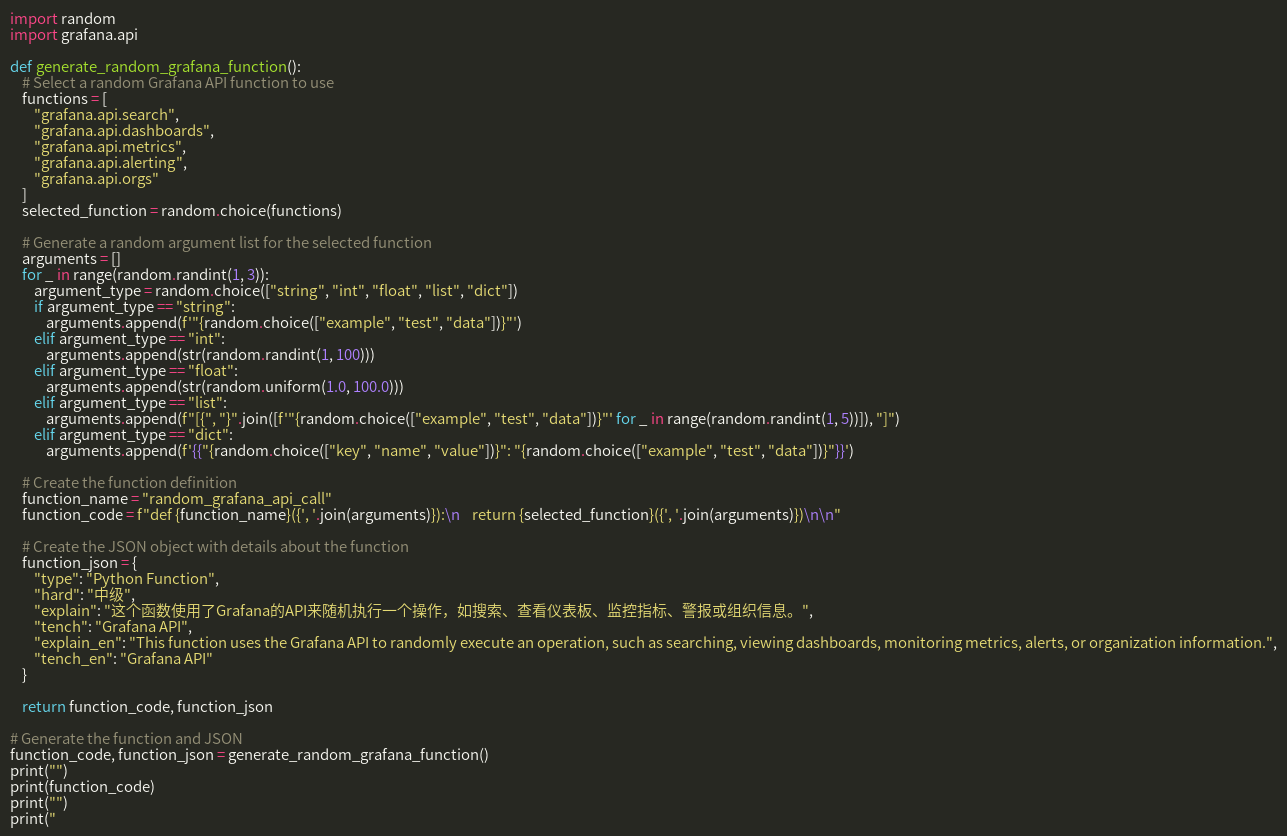 import random
import grafana.api

def generate_random_grafana_function():
    # Select a random Grafana API function to use
    functions = [
        "grafana.api.search",
        "grafana.api.dashboards",
        "grafana.api.metrics",
        "grafana.api.alerting",
        "grafana.api.orgs"
    ]
    selected_function = random.choice(functions)

    # Generate a random argument list for the selected function
    arguments = []
    for _ in range(random.randint(1, 3)):
        argument_type = random.choice(["string", "int", "float", "list", "dict"])
        if argument_type == "string":
            arguments.append(f'"{random.choice(["example", "test", "data"])}"')
        elif argument_type == "int":
            arguments.append(str(random.randint(1, 100)))
        elif argument_type == "float":
            arguments.append(str(random.uniform(1.0, 100.0)))
        elif argument_type == "list":
            arguments.append(f"[{", "}".join([f'"{random.choice(["example", "test", "data"])}"' for _ in range(random.randint(1, 5))]), "]")
        elif argument_type == "dict":
            arguments.append(f'{{"{random.choice(["key", "name", "value"])}": "{random.choice(["example", "test", "data"])}"}}')

    # Create the function definition
    function_name = "random_grafana_api_call"
    function_code = f"def {function_name}({', '.join(arguments)}):\n    return {selected_function}({', '.join(arguments)})\n\n"

    # Create the JSON object with details about the function
    function_json = {
        "type": "Python Function",
        "hard": "中级",
        "explain": "这个函数使用了Grafana的API来随机执行一个操作，如搜索、查看仪表板、监控指标、警报或组织信息。",
        "tench": "Grafana API",
        "explain_en": "This function uses the Grafana API to randomly execute an operation, such as searching, viewing dashboards, monitoring metrics, alerts, or organization information.",
        "tench_en": "Grafana API"
    }

    return function_code, function_json

# Generate the function and JSON
function_code, function_json = generate_random_grafana_function()
print("")
print(function_code)
print("")
print("